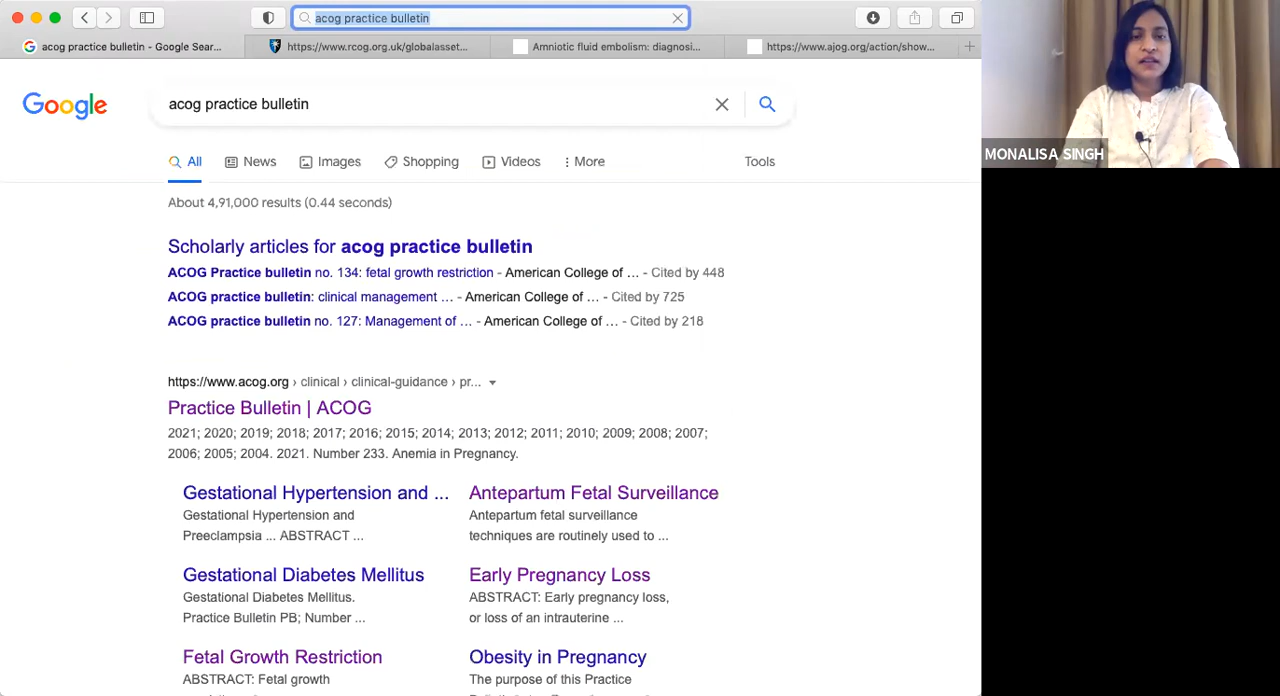 acog practice bulletin
acog practice bulletin - Google Sear...
https://www.rcog.org.uk/globalasset...
Amniotic fluid embolism: diagnosi...
https://www.ajog.org/action/show...
Google
acog practice bulletin
All
News
Images
Shopping
Videos
More
Tools
About 4,91,000 results (0.44 seconds)
Scholarly articles for acog practice bulletin
ACOG Practice bulletin no. 134: fetal growth restriction - American College of ... - Cited by 448
ACOG practice bulletin: clinical management ... - American College of ... - Cited by 725
ACOG practice bulletin no. 127: Management of ... - American College of ... - Cited by 218
https://www.acog.org › clinical › clinical-guidance › pr...
Practice Bulletin | ACOG
2021; 2020; 2019; 2018; 2017; 2016; 2015; 2014; 2013; 2012; 2011; 2010; 2009; 2008; 2007;
2006; 2005; 2004. 2021. Number 233. Anemia in Pregnancy.
Gestational Hypertension and ...
Gestational Hypertension and
Preeclampsia ... ABSTRACT ...
Antepartum Fetal Surveillance
Antepartum fetal surveillance
techniques are routinely used to ...
Gestational Diabetes Mellitus
Gestational Diabetes Mellitus.
Practice Bulletin PB; Number ...
Early Pregnancy Loss
ABSTRACT: Early pregnancy loss,
or loss of an intrauterine ...
Fetal Growth Restriction
ABSTRACT: Fetal growth
Obesity in Pregnancy
The purpose of this Practice
MONALISA SINGH